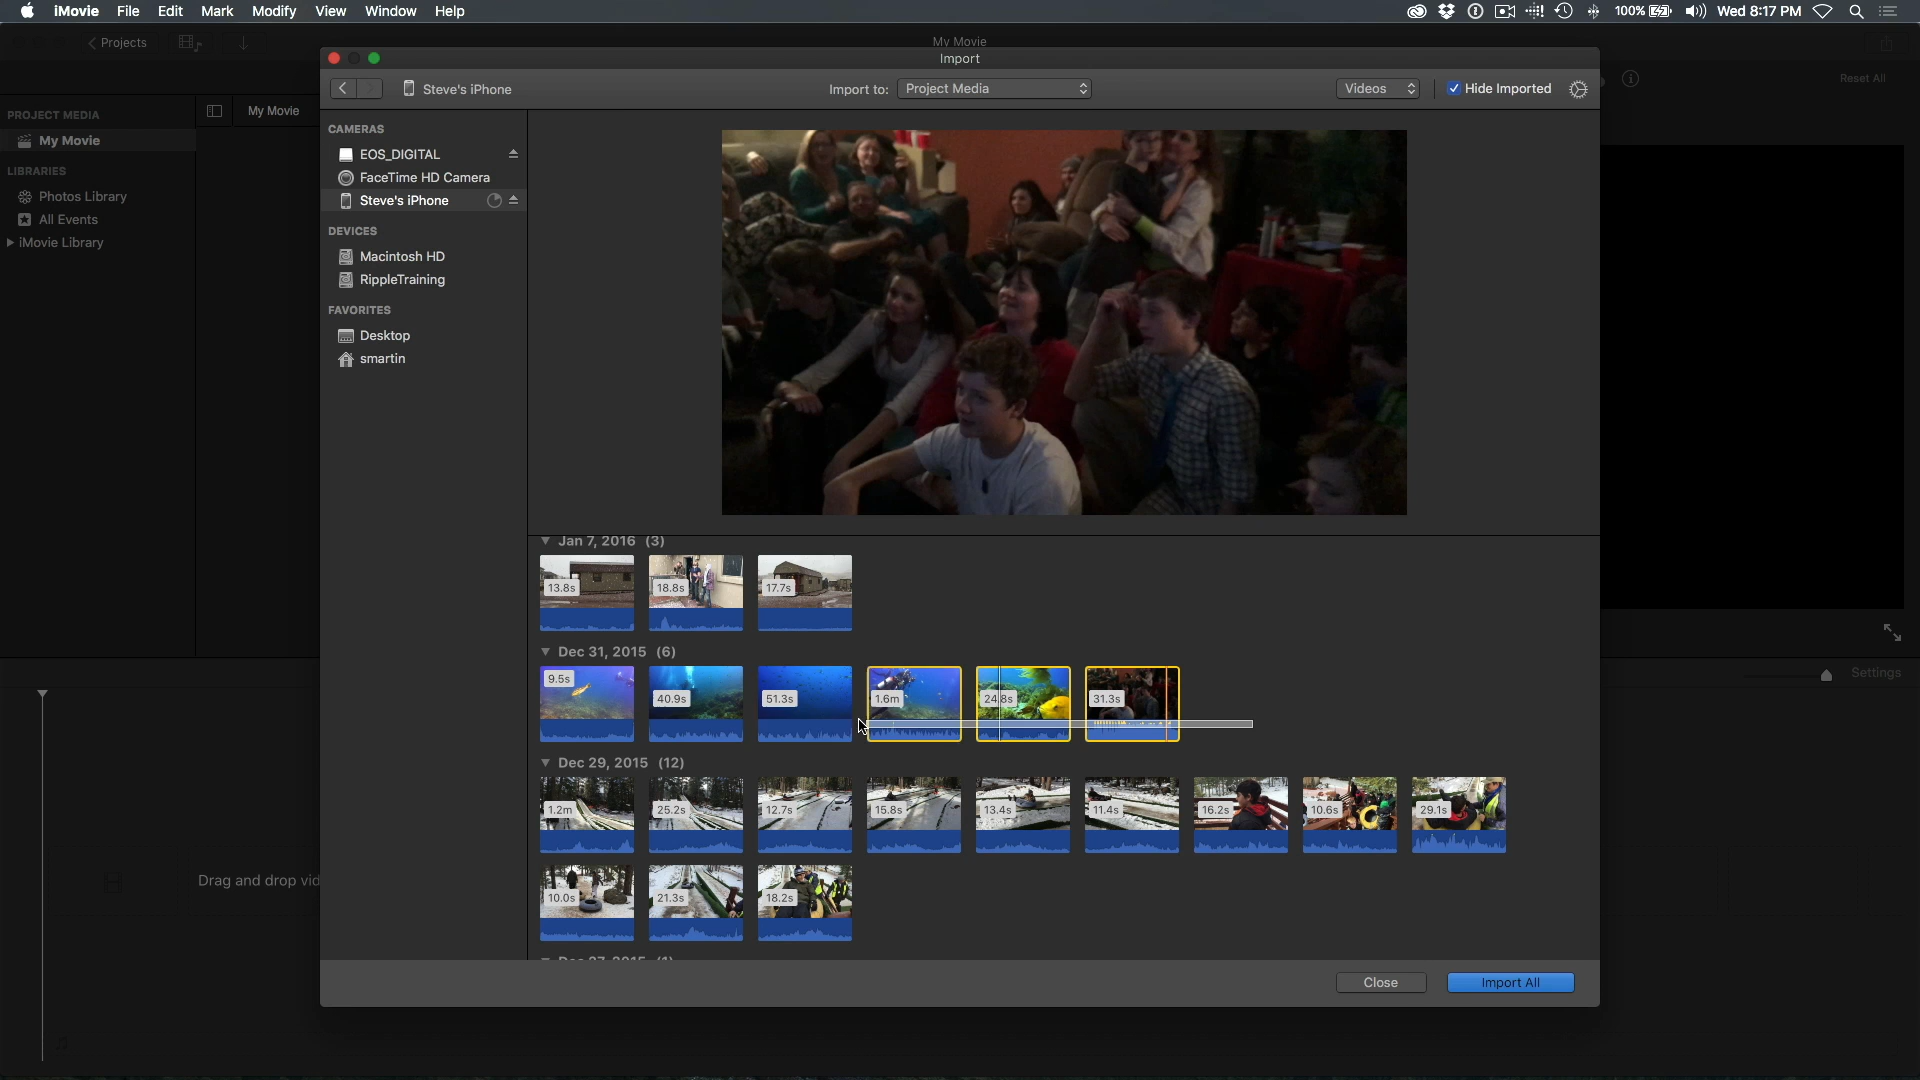 iMovie File Edit Mark Modify View Window Help
100% Wed 8:17 PM
Projects
My Movie
Import
Steve's iPhone
Import to: Project Media
Videos
Hide Imported
Reset All
PROJECT MEDIA
My Movie
My Movie
LIBRARIES
Photos Library
All Events
iMovie Library
CAMERAS
EOS_DIGITAL
FaceTime HD Camera
Steve's iPhone
DEVICES
Macintosh HD
RippleTraining
FAVORITES
Desktop
smartin
Jan 7, 2016 (3)
13.8s 18.8s 17.7s
Dec 31, 2015 (6)
9.5s 40.9s 51.3s 1.6m 24.8s 31.3s
Settings
Dec 29, 2015 (12)
1.2m 25.2s 12.7s 15.8s 13.4s 11.4s 16.2s 10.6s 29.1s
Drag and drop vid
10.0s 21.3s 18.2s
Close
Import All